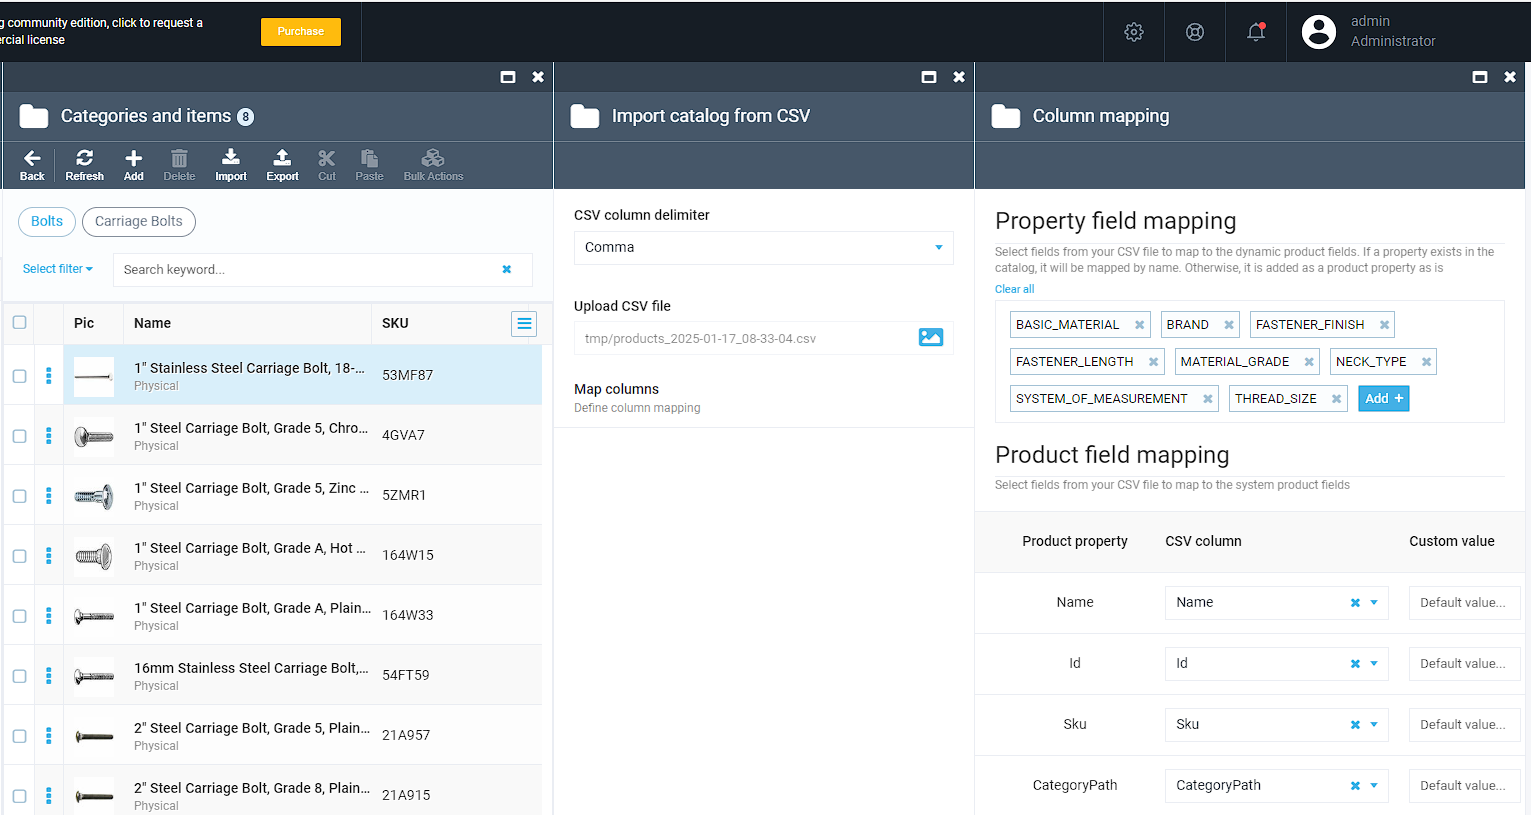 g community edition, click to request a
ercial license
Purchase
admin
Administrator
Categories and items 8
Back
Refresh
Add
Delete
Import
Export
Cut
Paste
Bulk Actions
Bolts
Carriage Bolts
Select filter
Search keyword...
Pic
Name
SKU
1" Stainless Steel Carriage Bolt, 18-...
Physical
53MF87
1" Steel Carriage Bolt, Grade 5, Chro...
Physical
4GVA7
1" Steel Carriage Bolt, Grade 5, Zinc ...
Physical
5ZMR1
1" Steel Carriage Bolt, Grade A, Hot ...
Physical
164W15
1" Steel Carriage Bolt, Grade A, Plain...
Physical
164W33
16mm Stainless Steel Carriage Bolt,...
Physical
54FT59
2" Steel Carriage Bolt, Grade 5, Plain...
Physical
21A957
2" Steel Carriage Bolt, Grade 8, Plain...
Physical
21A915
Import catalog from CSV
CSV column delimiter
Comma
Upload CSV file
tmp/products_2025-01-17_08-33-04.csv
Map columns
Define column mapping
Column mapping
Property field mapping
Select fields from your CSV file to map to the dynamic product fields. If a property exists in the
catalog, it will be mapped by name. Otherwise, it is added as a product property as is
Clear all
BASIC_MATERIAL
BRAND
FASTENER_FINISH
FASTENER_LENGTH
MATERIAL_GRADE
NECK_TYPE
SYSTEM_OF_MEASUREMENT
THREAD_SIZE
Add +
Product field mapping
Select fields from your CSV file to map to the system product fields
Product property
CSV column
Custom value
Name
Name
Default value...
Id
Id
Default value...
Sku
Sku
Default value...
CategoryPath
CategoryPath
Default value...